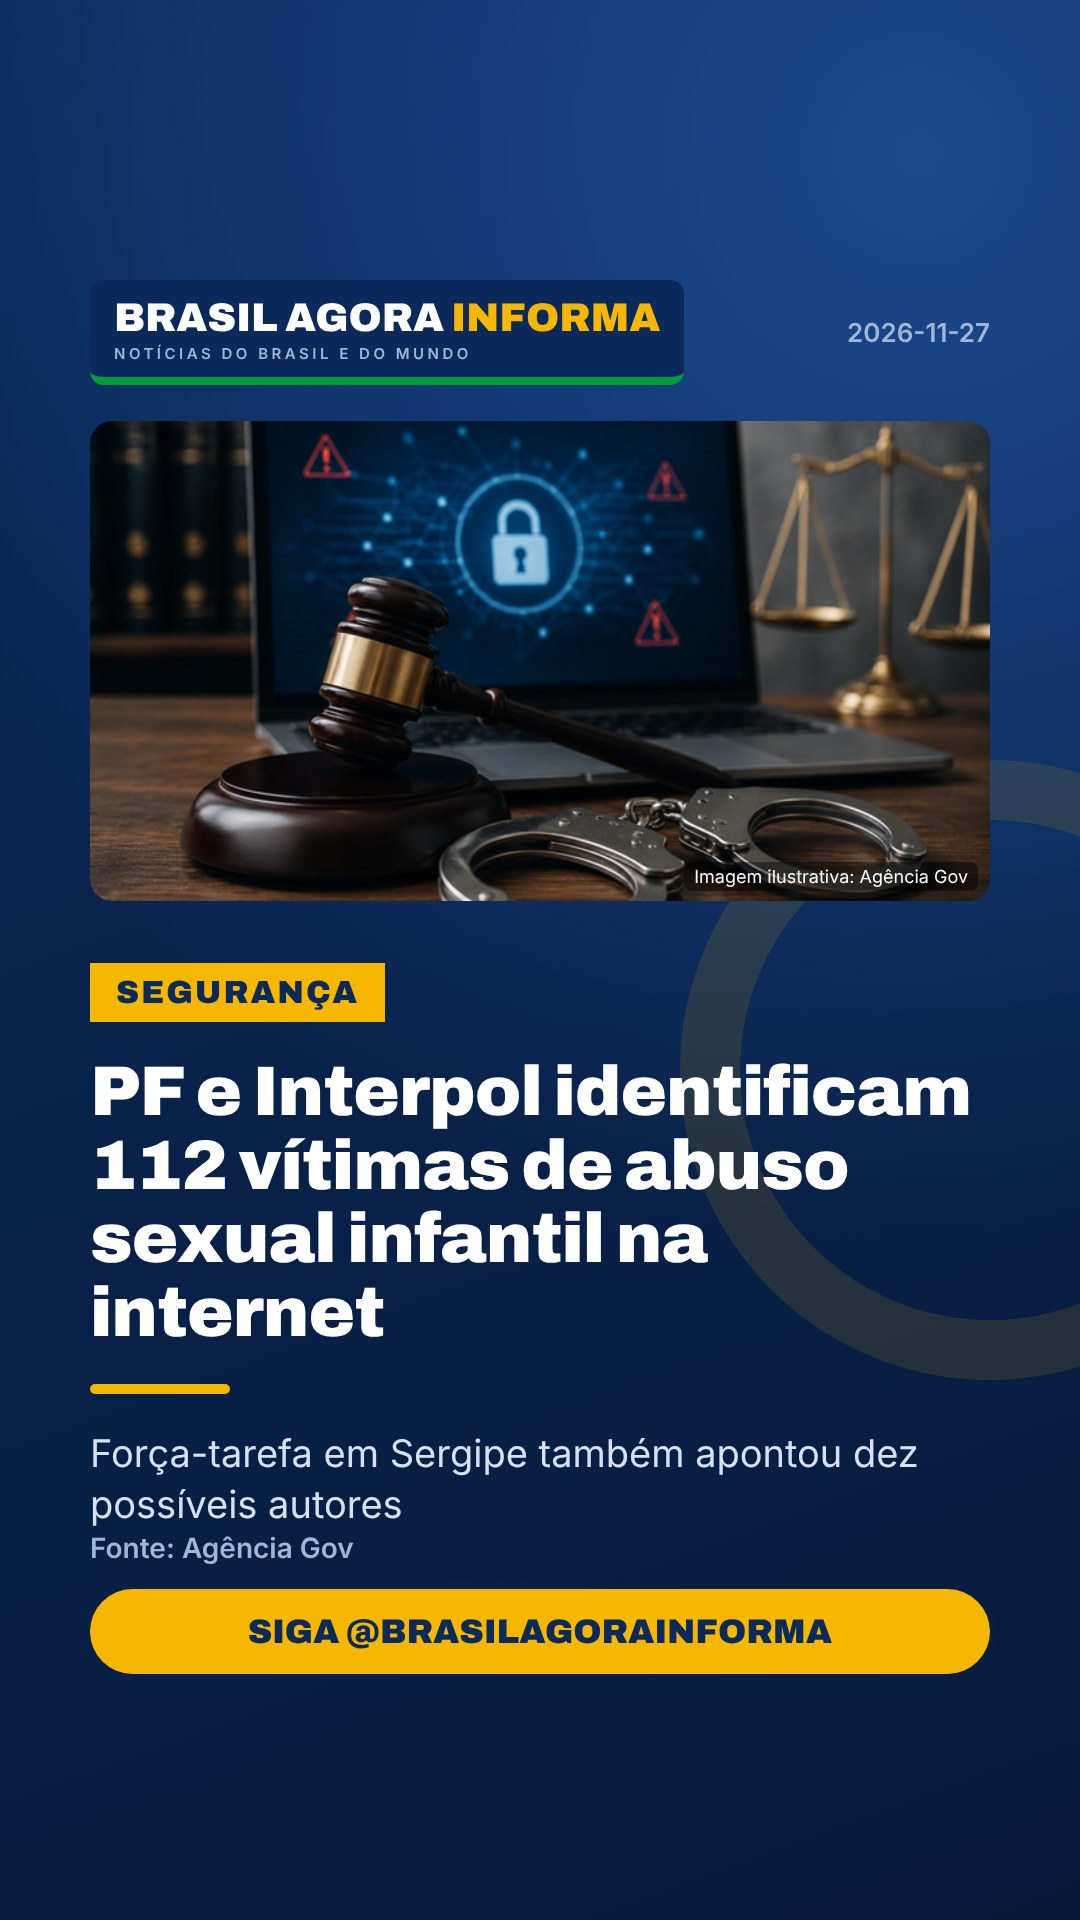 BRASIL AGORA INFORMA
NOTÍCIAS DO BRASIL E DO MUNDO
2026-11-27
Imagem ilustrativa: Agência Gov
SEGURANÇA
PF e Interpol identificam
112 vítimas de abuso
sexual infantil na
internet
Força-tarefa em Sergipe também apontou dez
possíveis autores
Fonte: Agência Gov
SIGA @BRASILAGORAINFORMA